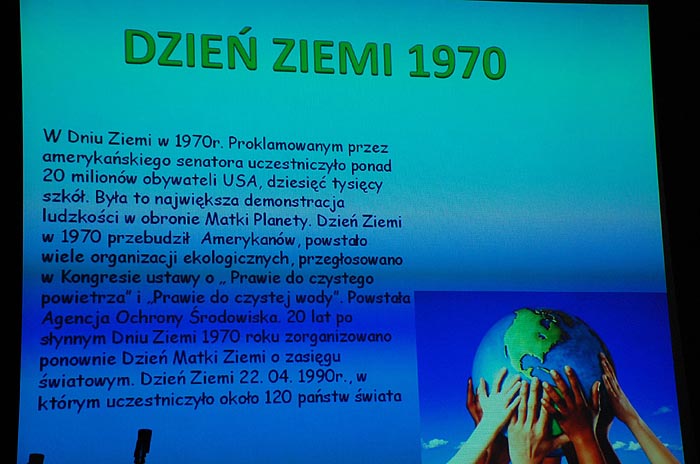 DZIEŃ ZIEMI 1970
W Dniu Ziemi w 1970r. Proklamowanym przez
amerykańskiego senatora uczestniczyło ponad
20 milionów obywateli USA, dziesięć tysięcy
szkół. Była to największa demonstracja
ludzkości w obronie Matki Planety. Dzień Ziemi
w 1970 przebudził Amerykanów, powstało
wiele organizacji ekologicznych, przegłosowano
w Kongresie ustawy o „ Prawie do czystego
powietrza" i „Prawie do czystej wody". Powstała
Agencja Ochrony Środowiska. 20 lat po
słynnym Dniu Ziemi 1970 roku zorganizowano
ponownie Dzień Matki Ziemi o zasięgu
światowym. Dzień Ziemi 22. 04. 1990r., w
którym uczestniczyło około 120 państw świata